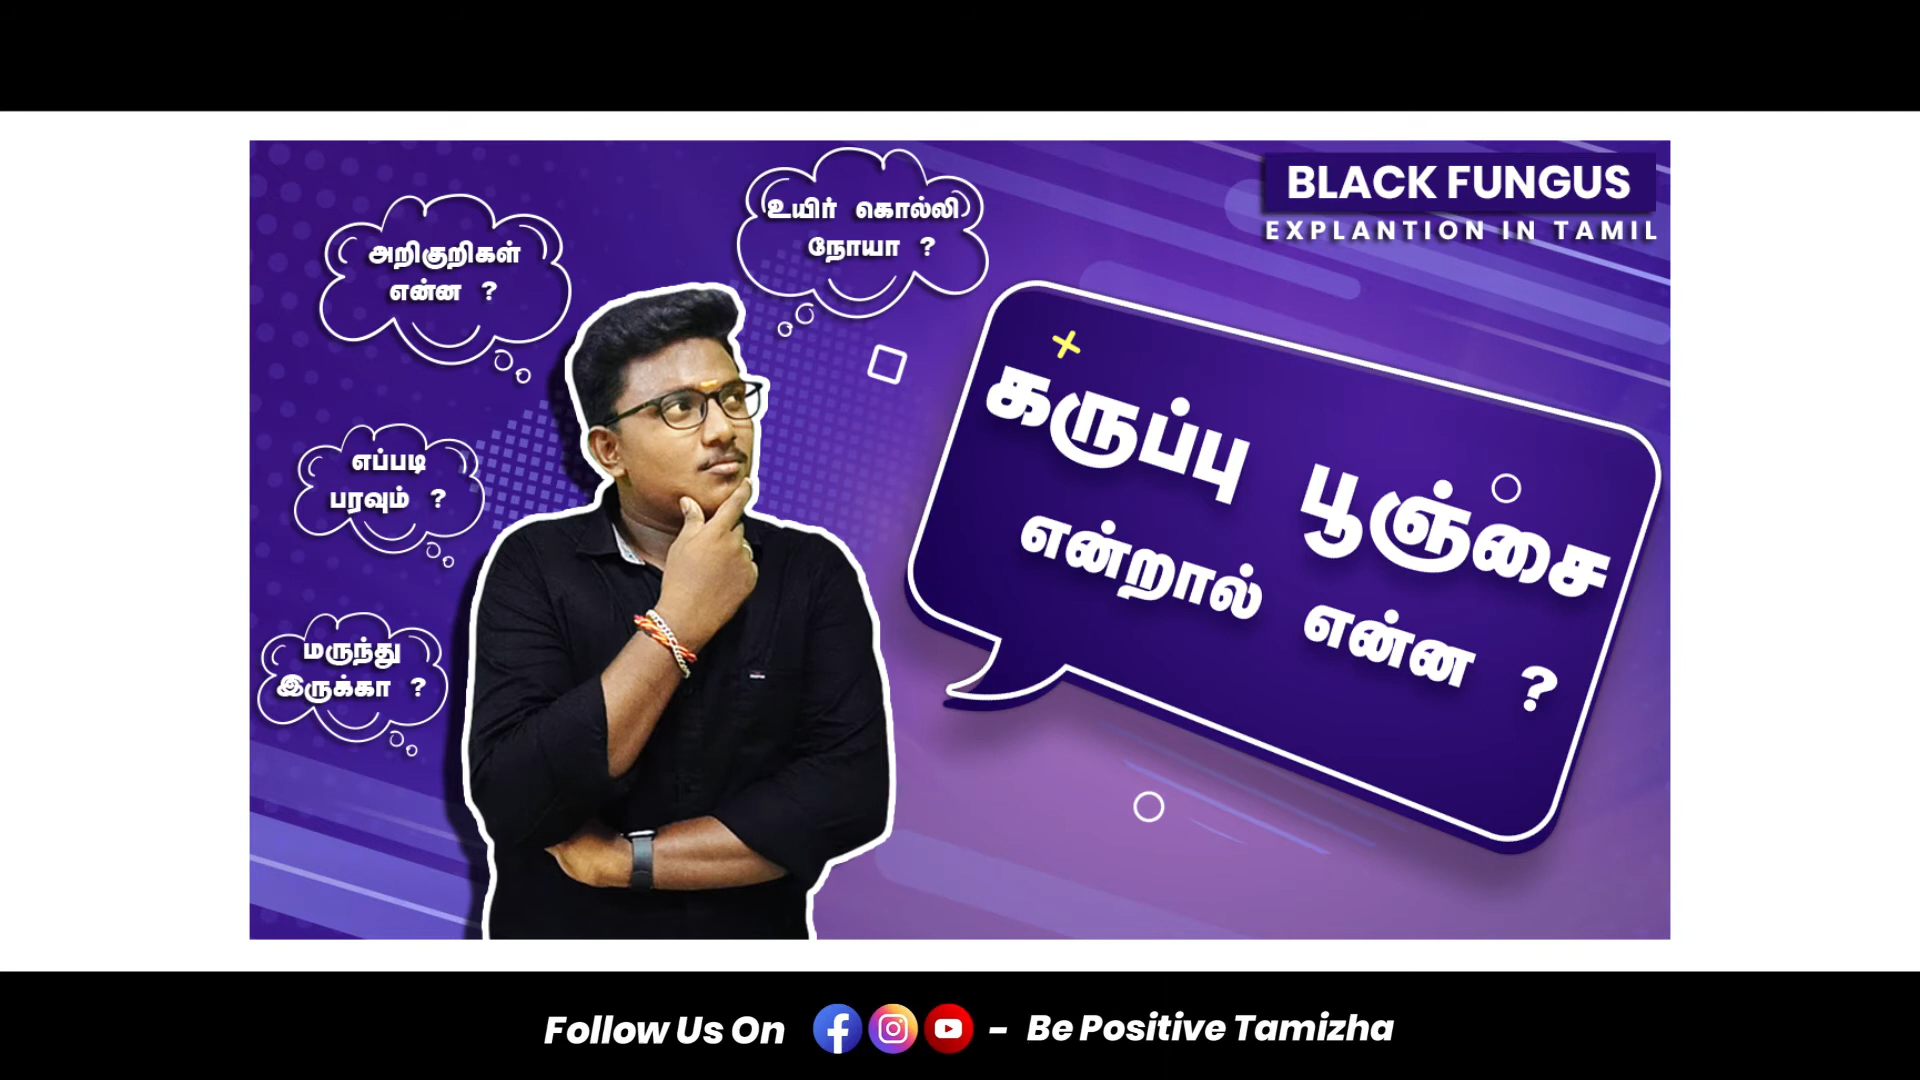 BLACK FUNGUS
EXPLANTION IN TAMIL
உயிர் கொல்லி
நோயா ?
அறிகுறிகள்
என்ன ?
எப்படி
பரவும் ?
மருந்து
இருக்கா ?
கருப்பு பூஞ்சை
என்றால் என்ன ?
Follow Us On - Be Positive Tamizha